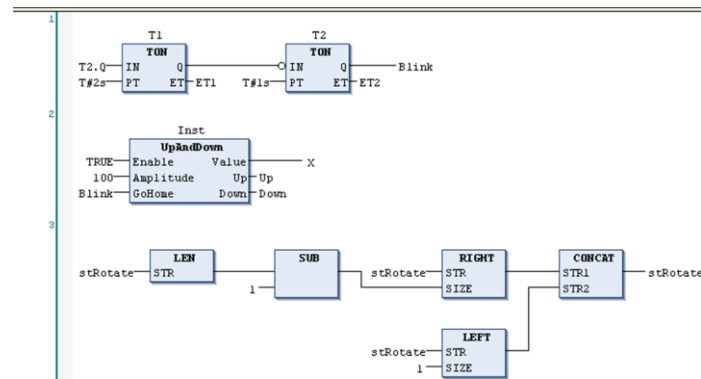 1
T1 T2
TON TON
T2.Q IN Q IN Q Blink
T#2s PT ET ET1 T#1s PT ET ET2
2
Inst
UpAndDown
TRUE Enable Value X
100 Amplitude Up Up
Blink GoHome Down Down
3
LEN SUB RIGHT CONCAT
stRotate STR stRotate STR STR1 stRotate
1 SIZE STR2
LEFT
stRotate STR
1 SIZE